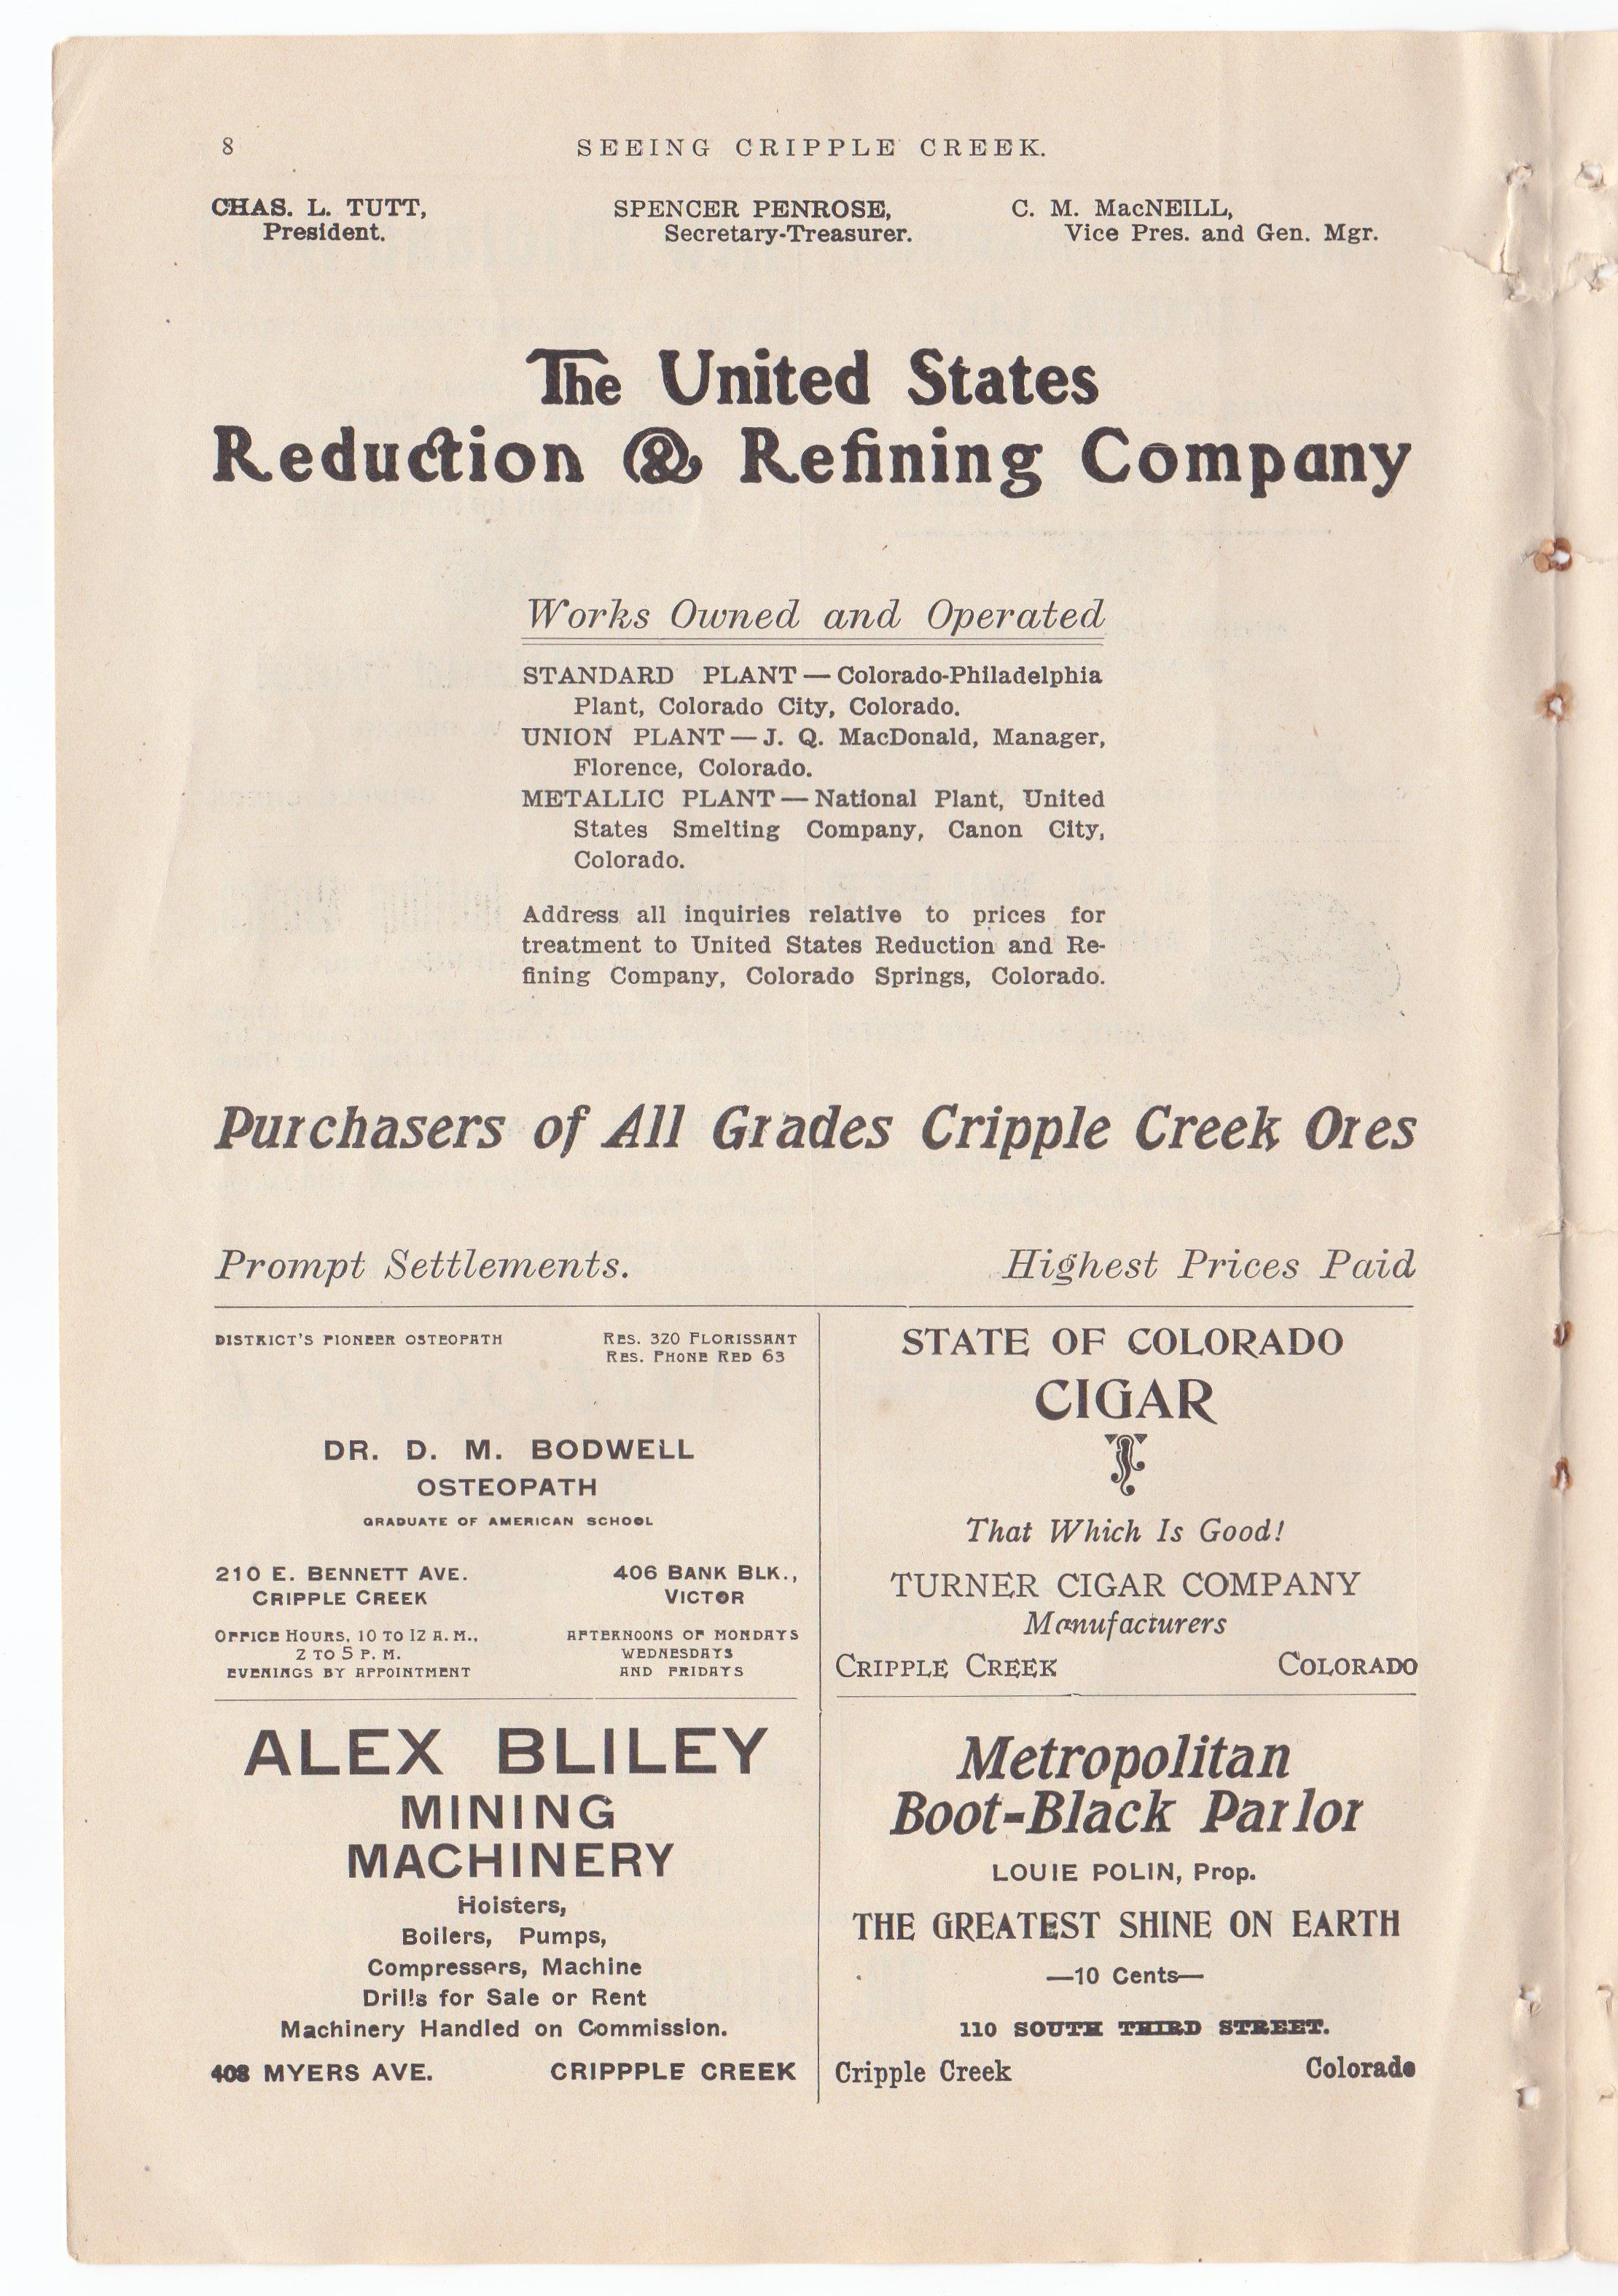 8
SEEING CRIPPLE CREEK.
CHAS. L. TUTT,
President.
SPENCER PENROSE,
Secretary-Treasurer.
C. M. MacNEILL,
Vice Pres. and Gen. Mgr.
The United States
Reduction & Refining Company
Works Owned and Operated
STANDARD PLANT — Colorado-Philadelphia
Plant, Colorado City, Colorado.
UNION PLANT — J. Q. MacDonald, Manager,
Florence, Colorado.
METALLIC PLANT — National Plant, United
States Smelting Company, Canon City,
Colorado.
Address all inquiries relative to prices for
treatment to United States Reduction and Re-
fining Company, Colorado Springs, Colorado.
Purchasers of All Grades Cripple Creek Ores
Prompt Settlements. Highest Prices Paid
DISTRICT'S PIONEER OSTEOPATH
RES. 320 FLORISSANT
RES. PHONE RED 63
DR. D. M. BODWELL
OSTEOPATH
GRADUATE OF AMERICAN SCHOOL
210 E. BENNETT AVE.
CRIPPLE CREEK
406 BANK BLK.,
VICTOR
OFFICE HOURS, 10 TO 12 A. M.,
2 TO 5 P. M.
EVENINGS BY APPOINTMENT
AFTERNOONS OF MONDAYS
WEDNESDAYS
AND FRIDAYS
STATE OF COLORADO
CIGAR
That Which Is Good!
TURNER CIGAR COMPANY
Manufacturers
CRIPPLE CREEK COLORADO
ALEX BLILEY
MINING
MACHINERY
Hoisters,
Boilers, Pumps,
Compressers, Machine
Drills for Sale or Rent
Machinery Handled on Commission.
408 MYERS AVE. CRIPPPLE CREEK
Metropolitan
Boot-Black Parlor
LOUIE POLIN, Prop.
THE GREATEST SHINE ON EARTH
—10 Cents—
110 SOUTH THIRD STREET.
Cripple Creek Colorado